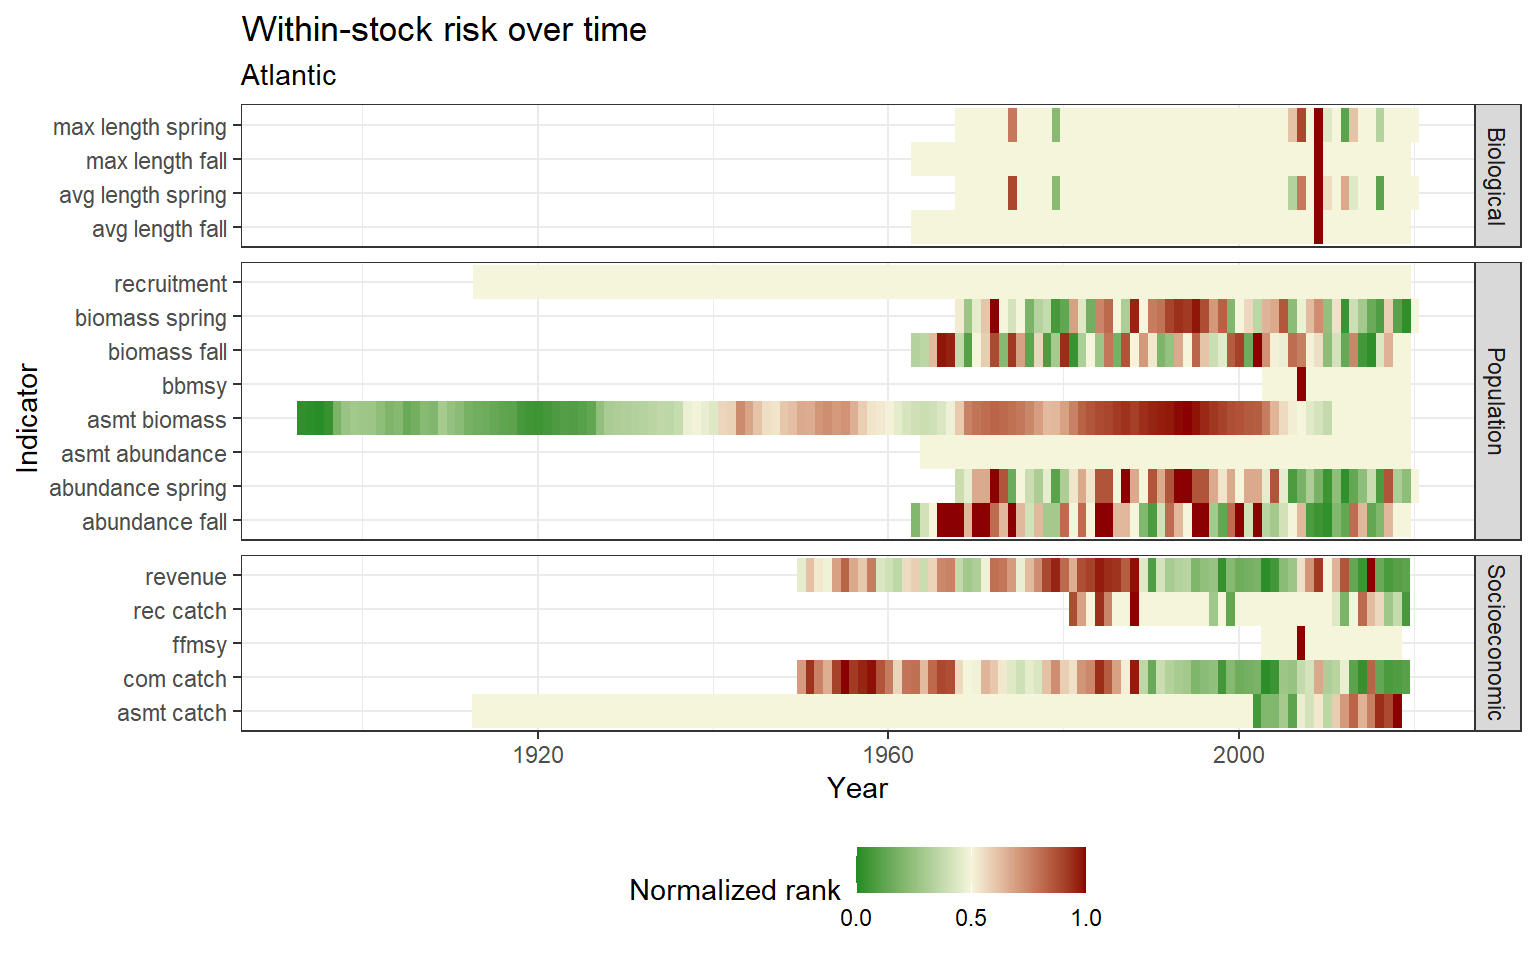 Within-stock risk over time
Atlantic
max length spring
max length fall
avg length spring
avg length fall
Biological
recruitment
biomass spring
biomass fall
bbmsy
asmt biomass
asmt abundance
abundance spring
abundance fall
Population
revenue
rec catch
ffmsy
com catch
asmt catch
Socioeconomic
Indicator
1920 1960 2000
Year
Normalized rank
0.0 0.5 1.0